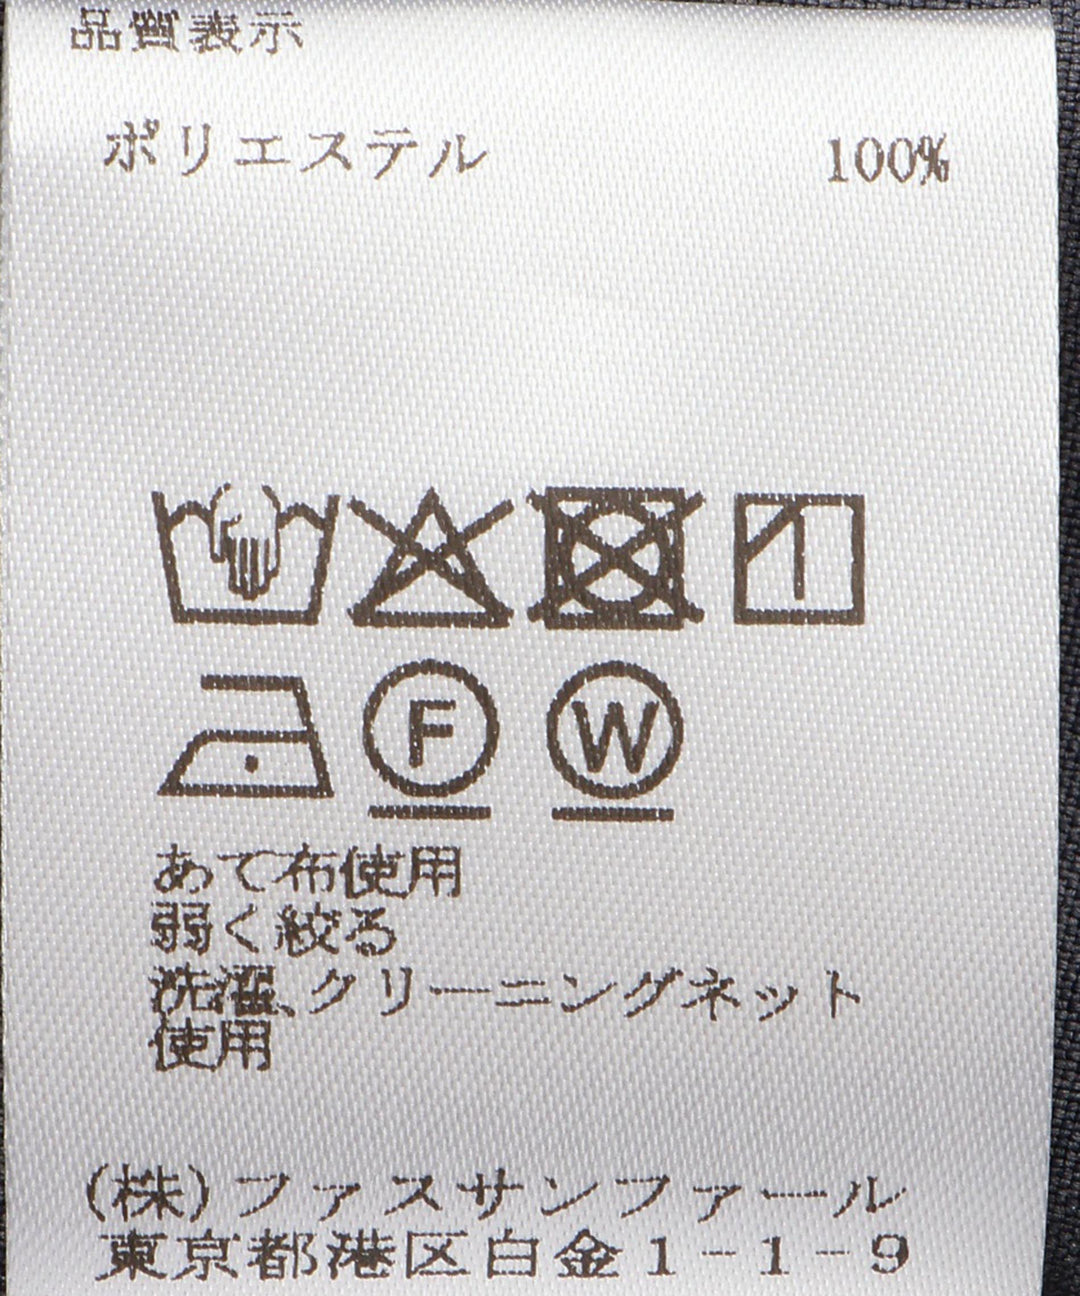 品質表示
ポリエステル 100%
F W
あて布使用
弱く絞る
洗濯、クリーニングネット
使用
(株)ファスサンファール
東京都港区白金1-1-9